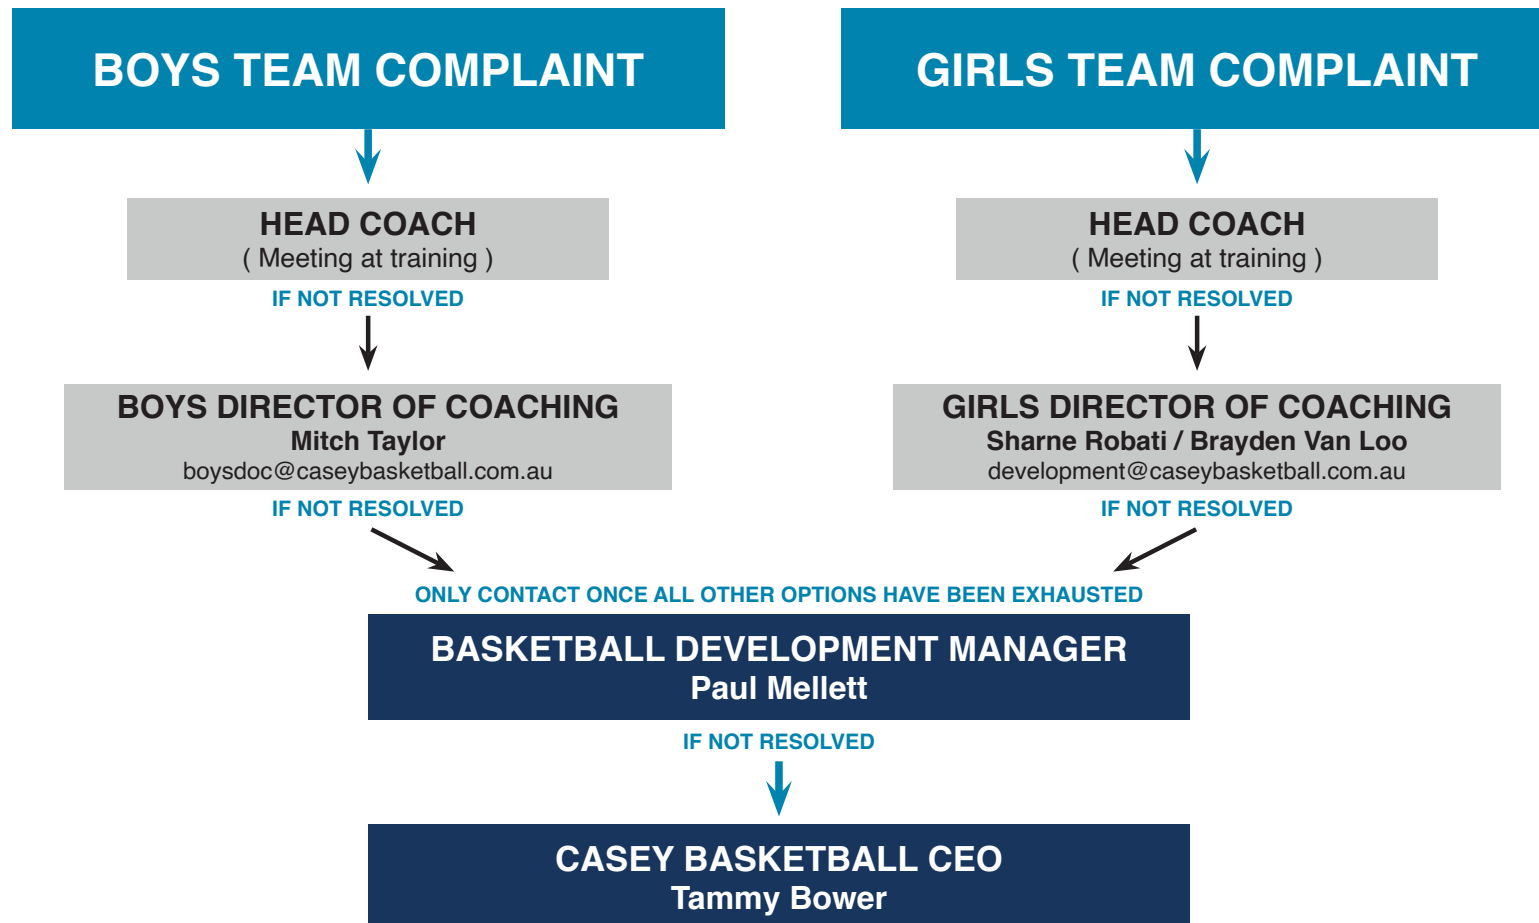 BOYS TEAM COMPLAINT
GIRLS TEAM COMPLAINT
HEAD COACH
( Meeting at training )
IF NOT RESOLVED
HEAD COACH
( Meeting at training )
IF NOT RESOLVED
BOYS DIRECTOR OF COACHING
Mitch Taylor
boysdoc@caseybasketball.com.au
IF NOT RESOLVED
GIRLS DIRECTOR OF COACHING
Sharne Robati / Brayden Van Loo
development@caseybasketball.com.au
IF NOT RESOLVED
ONLY CONTACT ONCE ALL OTHER OPTIONS HAVE BEEN EXHAUSTED
BASKETBALL DEVELOPMENT MANAGER
Paul Mellett
IF NOT RESOLVED
CASEY BASKETBALL CEO
Tammy Bower